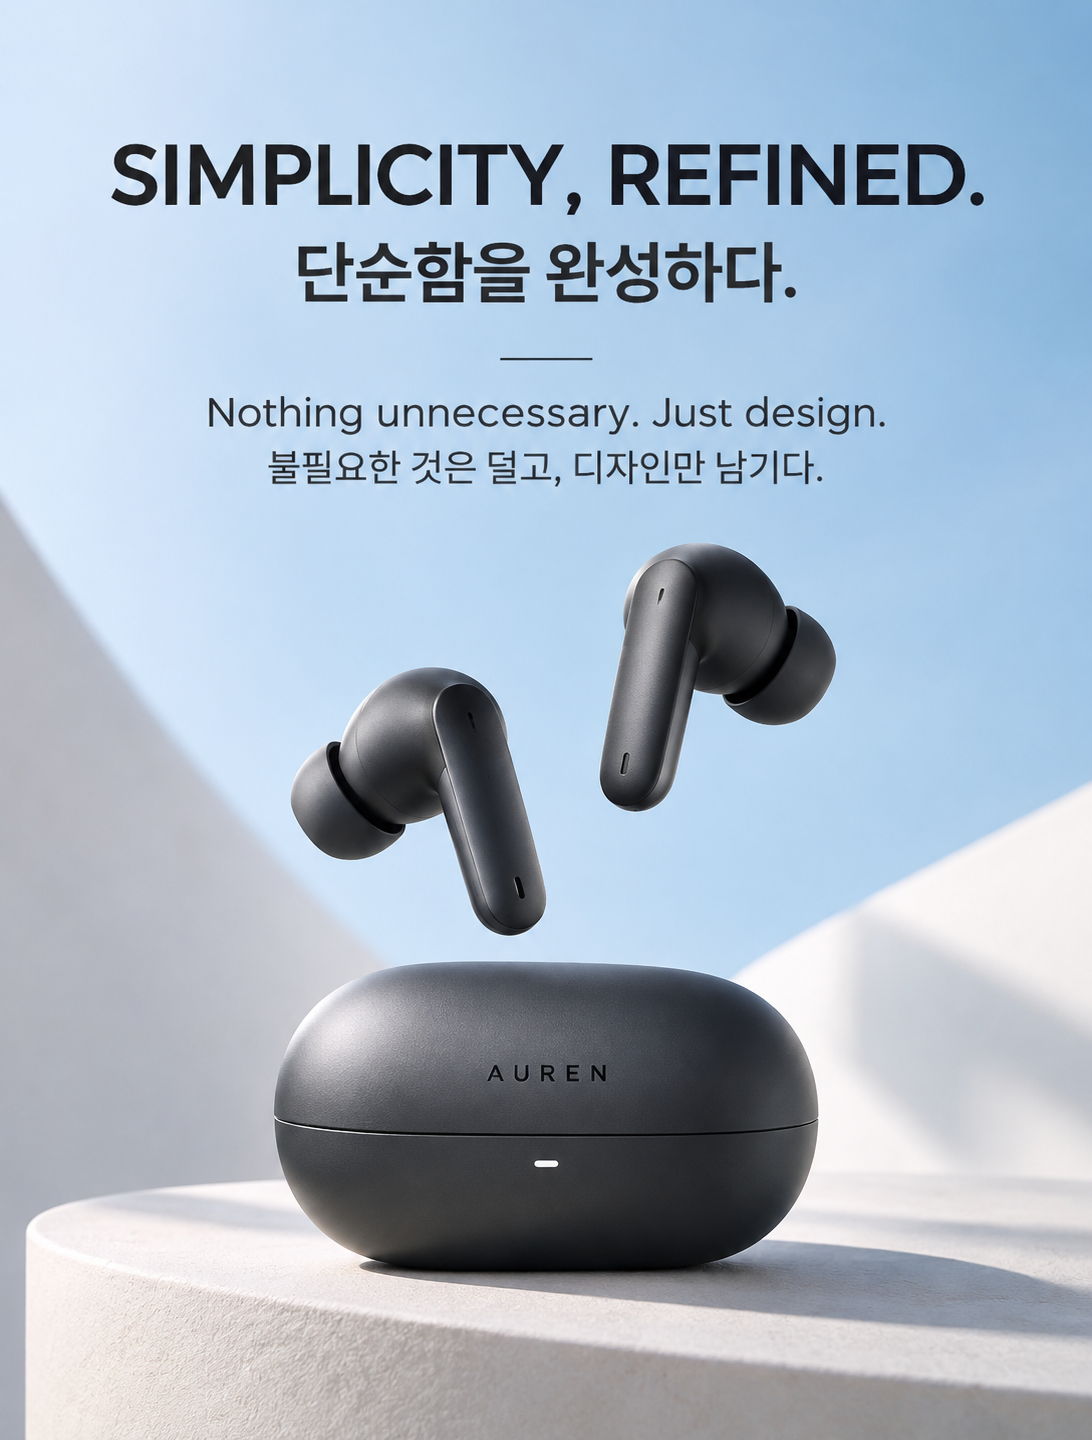 SIMPLICITY, REFINED.
단순함을 완성하다.
Nothing unnecessary. Just design.
불필요한 것은 덜고, 디자인만 남기다.
AUREN